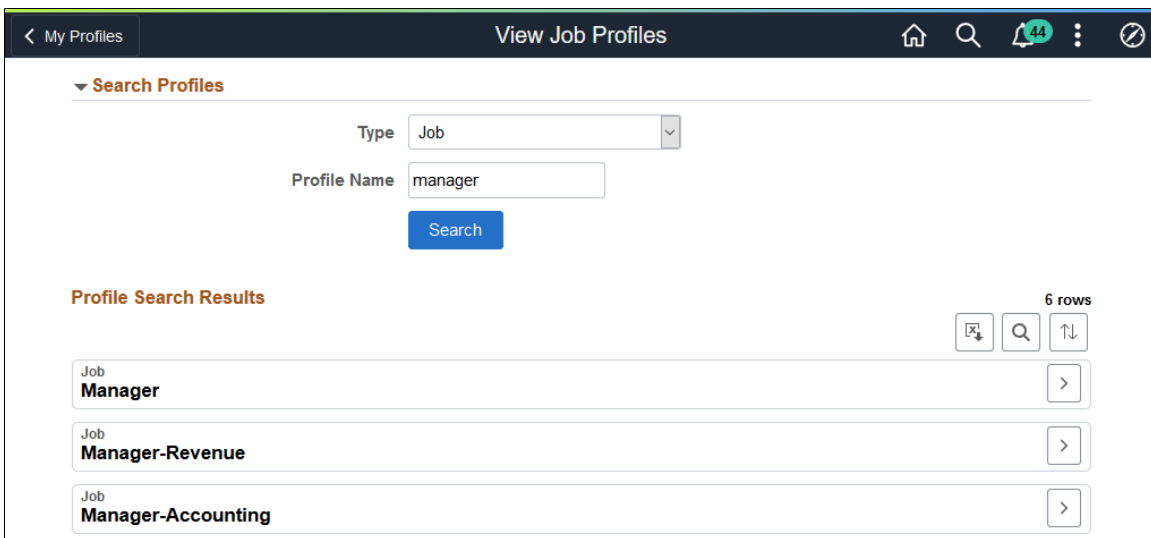 My Profiles
View Job Profiles
44
Search Profiles
Type
Job
Profile Name
manager
Search
Profile Search Results
6 rows
Job
Manager
Job
Manager-Revenue
Job
Manager-Accounting